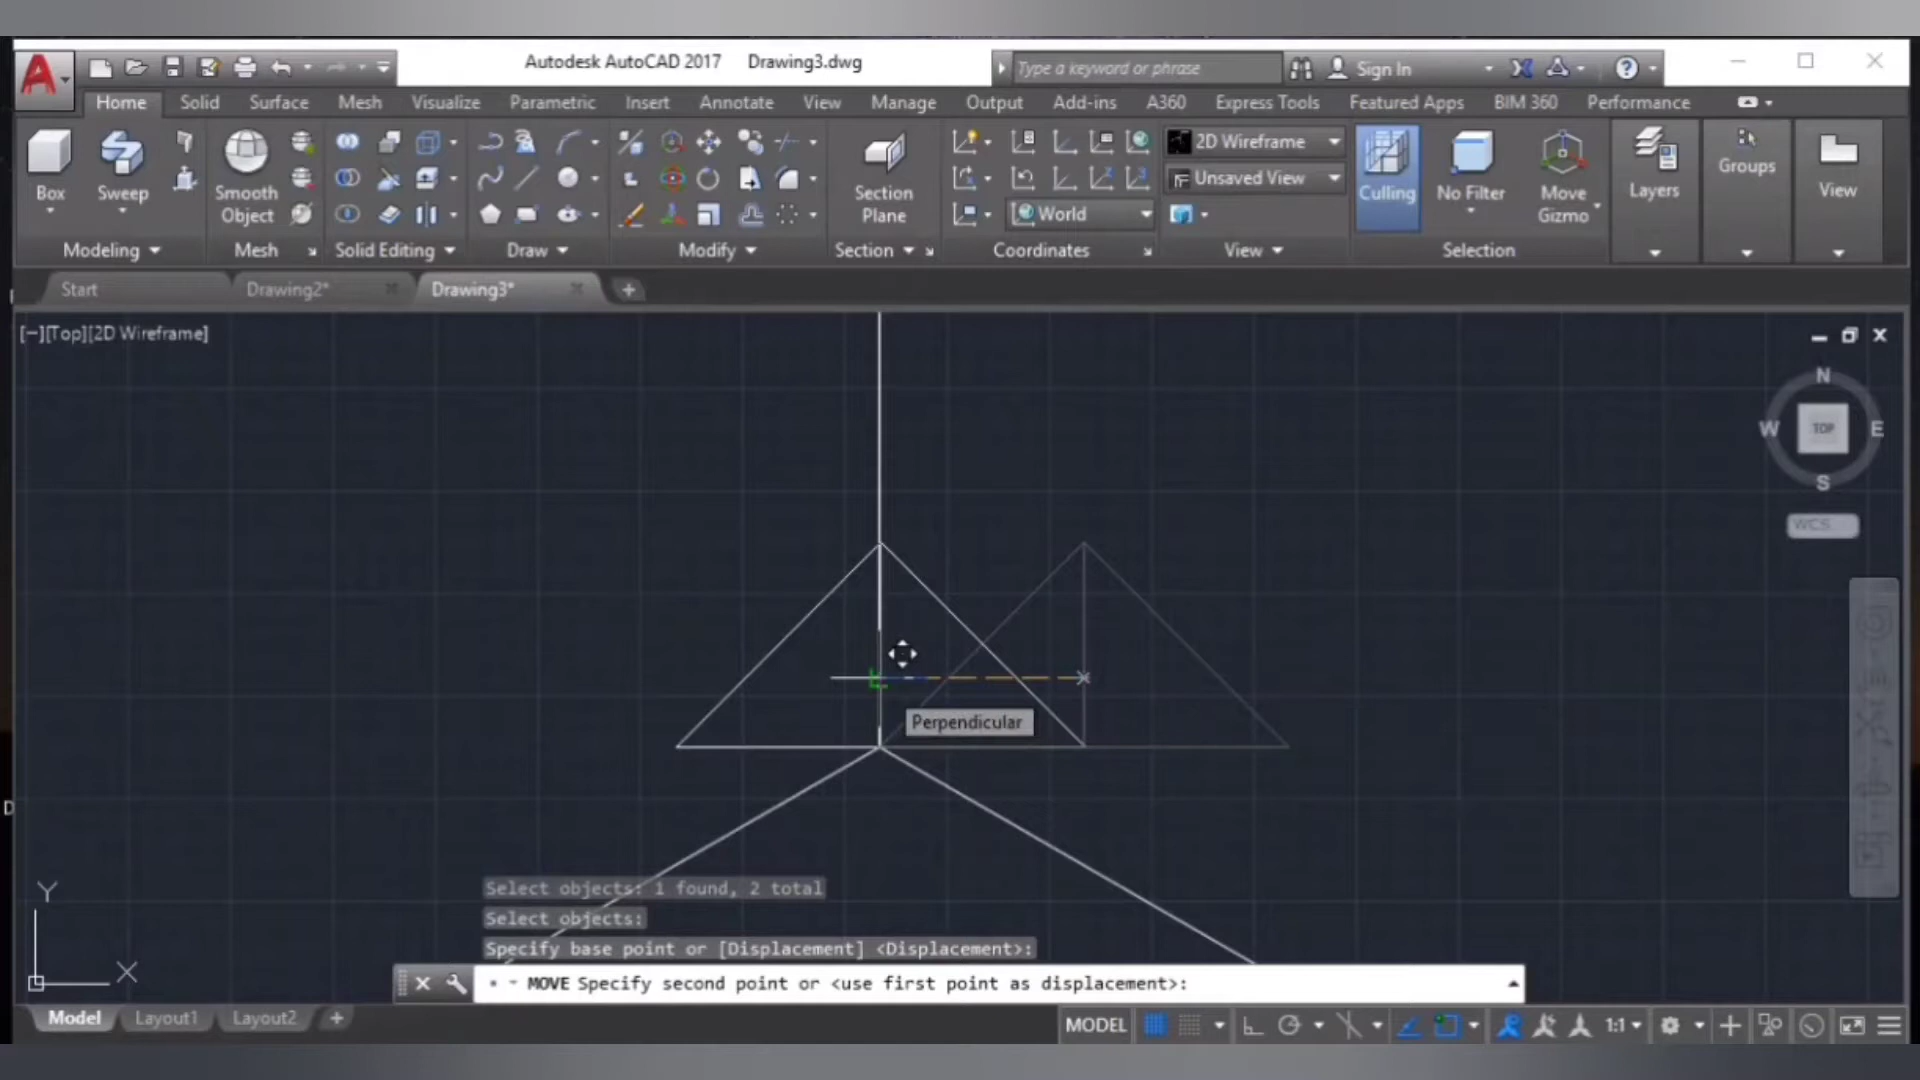 Autodesk AutoCAD 2017 Drawing3.dwg
Type a keyword or phrase
Sign In
Home Solid Surface Mesh Visualize Parametric Insert Annotate View Manage Output Add-ins A360 Express Tools Featured Apps BIM 360 Performance
2D Wireframe
Unsaved View
World
Box Sweep Smooth Object
Section Plane
Culling No Filter Move Gizmo Layers Groups View
Modeling Mesh Solid Editing Draw Modify Section Coordinates View Selection
Start Drawing2* Drawing3*
[−][Top][2D Wireframe]
N
W TOP E
S
WCS
Perpendicular
D
Y
X
Select objects: 1 found, 2 total
Select objects:
Specify base point or [Displacement] <Displacement>:
MOVE Specify second point or <use first point as displacement>:
Model Layout1 Layout2 +
MODEL 1:1